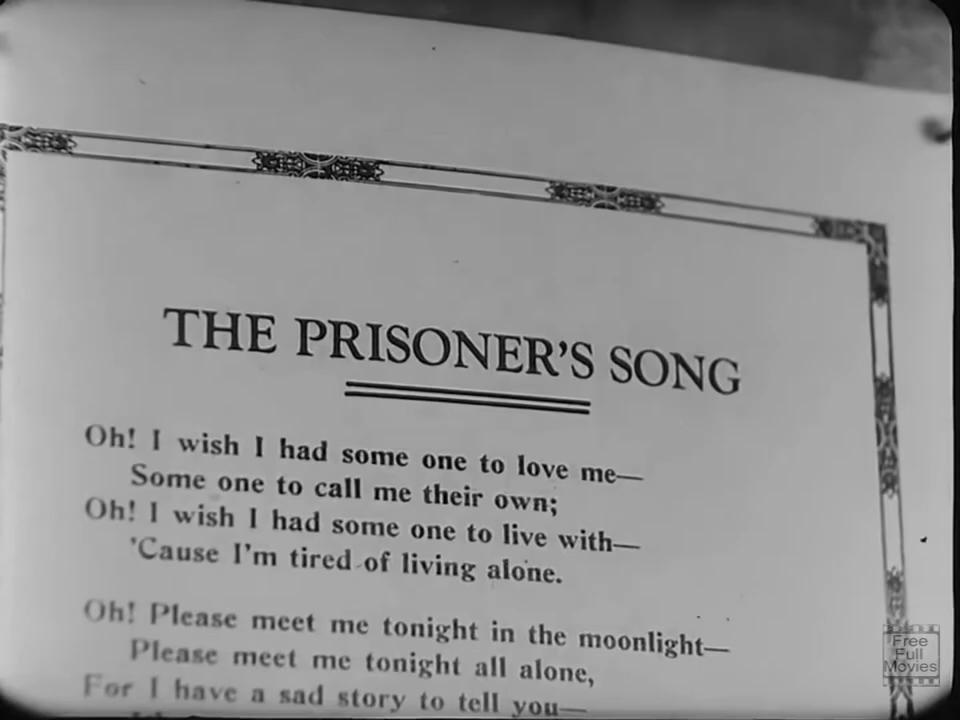 THE PRISONER'S SONG
Oh! I wish I had some one to love me—
Some one to call me their own;
Oh! I wish I had some one to live with—
'Cause I'm tired of living alone.
Oh! Please meet me tonight in the moonlight—
Please meet me tonight all alone,
For I have a sad story to tell you—
Free
Full
Movies